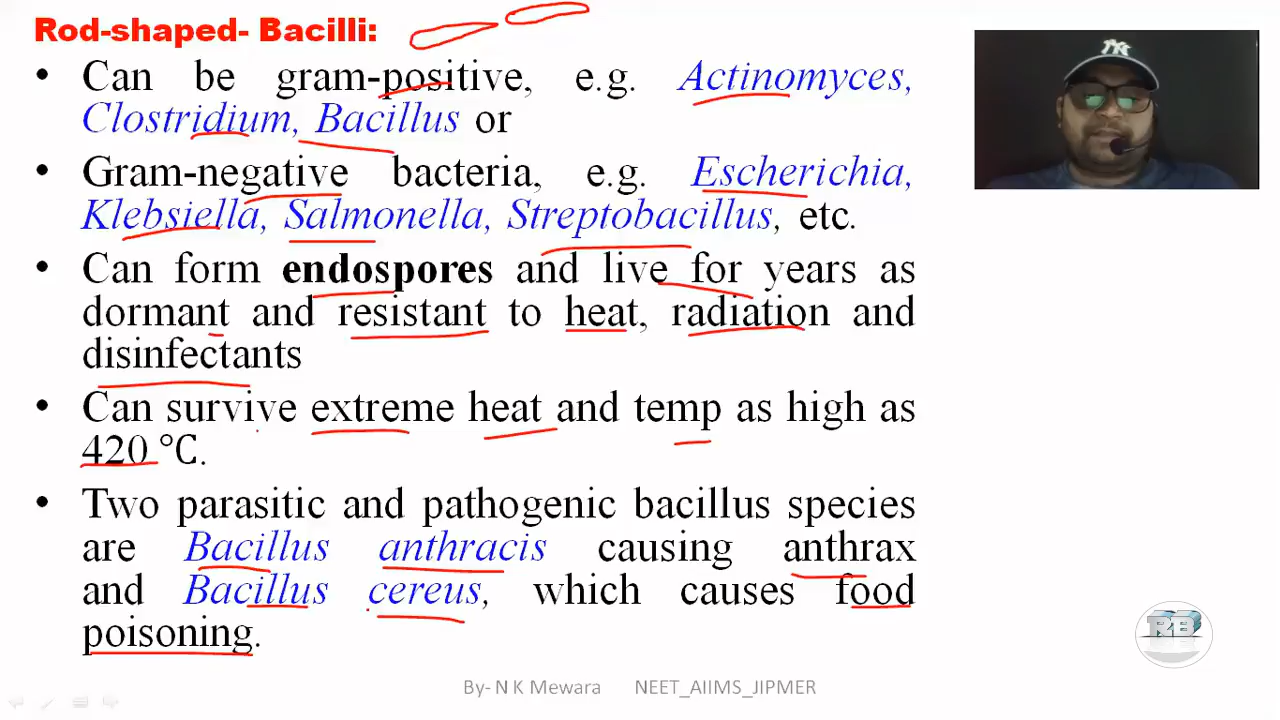 Rod-shaped- Bacilli:
• Can be gram-positive, e.g. Actinomyces,
Clostridium, Bacillus or
• Gram-negative bacteria, e.g. Escherichia,
Klebsiella, Salmonella, Streptobacillus, etc.
• Can form endospores and live for years as
dormant and resistant to heat, radiation and
disinfectants
• Can survive extreme heat and temp as high as
420 °C.
• Two parasitic and pathogenic bacillus species
are Bacillus anthracis causing anthrax
and Bacillus cereus, which causes food
poisoning.
RB
By- N K Mewara NEET_AIIMS_JIPMER